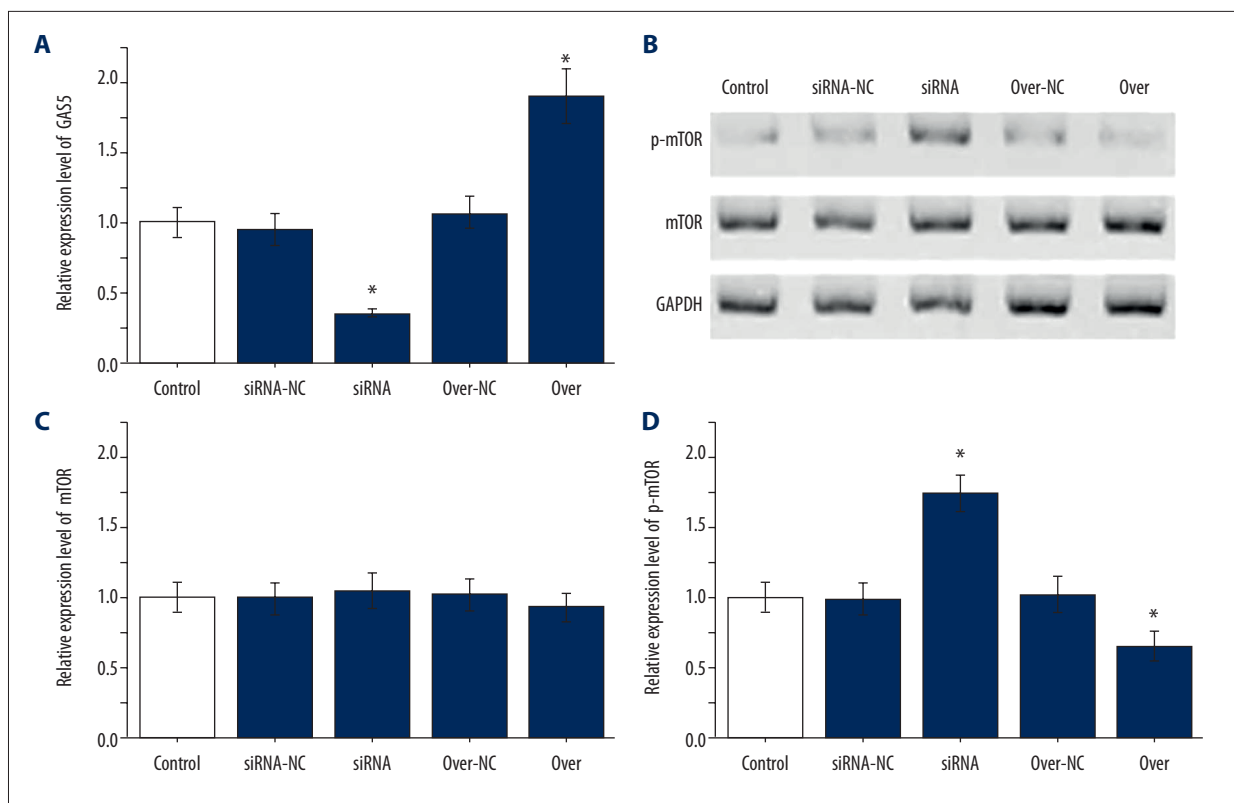 A
Relative expression level of GAS5
2.0
1.5
1.0
0.5
0.0
*
*
Control siRNA-NC siRNA Over-NC Over
B
Control siRNA-NC siRNA Over-NC Over
p-mTOR
mTOR
GAPDH
C
Relative expression level of mTOR
2.0
1.5
1.0
0.5
0.0
Control siRNA-NC siRNA Over-NC Over
D
Relative expression level of p-mTOR
2.0
1.5
1.0
0.5
0.0
*
*
Control siRNA-NC siRNA Over-NC Over